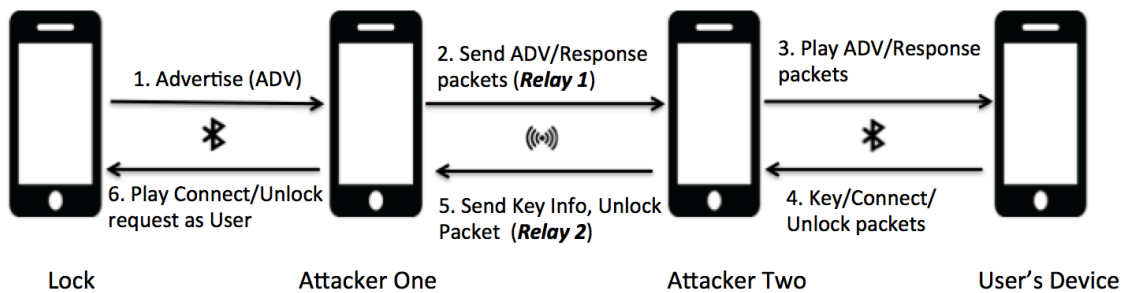 1. Advertise (ADV)
2. Send ADV/Response
packets (Relay 1)
3. Play ADV/Response
packets
6. Play Connect/Unlock
request as User
5. Send Key Info, Unlock
Packet (Relay 2)
4. Key/Connect/
Unlock packets
Lock
Attacker One
Attacker Two
User's Device